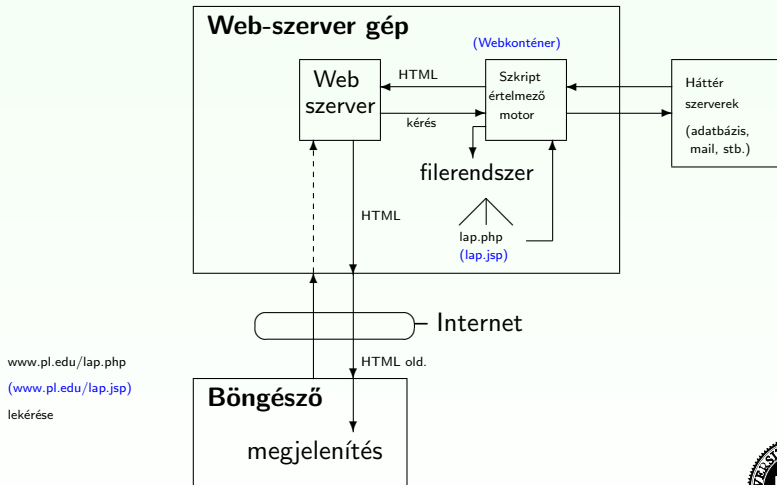 Web-szerver gép
(Webkonténer)
Web
szerver
HTML
kérés
Szkript
értelmező
motor
Háttér
szerverek
(adatbázis,
mail, stb.)
filerendszer
lap.php
(lap.jsp)
HTML
Internet
HTML old.
www.pl.edu/lap.php
(www.pl.edu/lap.jsp)
lekérése
Böngésző
megjelenítés